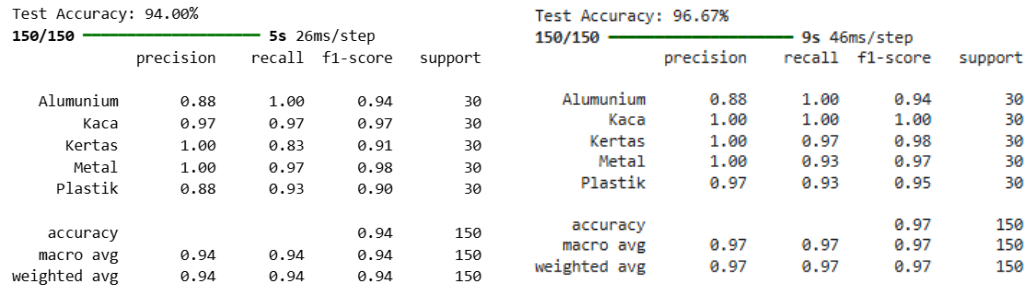 Test Accuracy: 94.00%
150/150 5s 26ms/step
precision recall f1-score support
Alumunium 0.88 1.00 0.94 30
Kaca 0.97 0.97 0.97 30
Kertas 1.00 0.83 0.91 30
Metal 1.00 0.97 0.98 30
Plastik 0.88 0.93 0.90 30
accuracy 0.94 150
macro avg 0.94 0.94 0.94 150
weighted avg 0.94 0.94 0.94 150
Test Accuracy: 96.67%
150/150 9s 46ms/step
precision recall f1-score support
Alumunium 0.88 1.00 0.94 30
Kaca 1.00 1.00 1.00 30
Kertas 1.00 0.97 0.98 30
Metal 1.00 0.93 0.97 30
Plastik 0.97 0.93 0.95 30
accuracy 0.97 150
macro avg 0.97 0.97 0.97 150
weighted avg 0.97 0.97 0.97 150